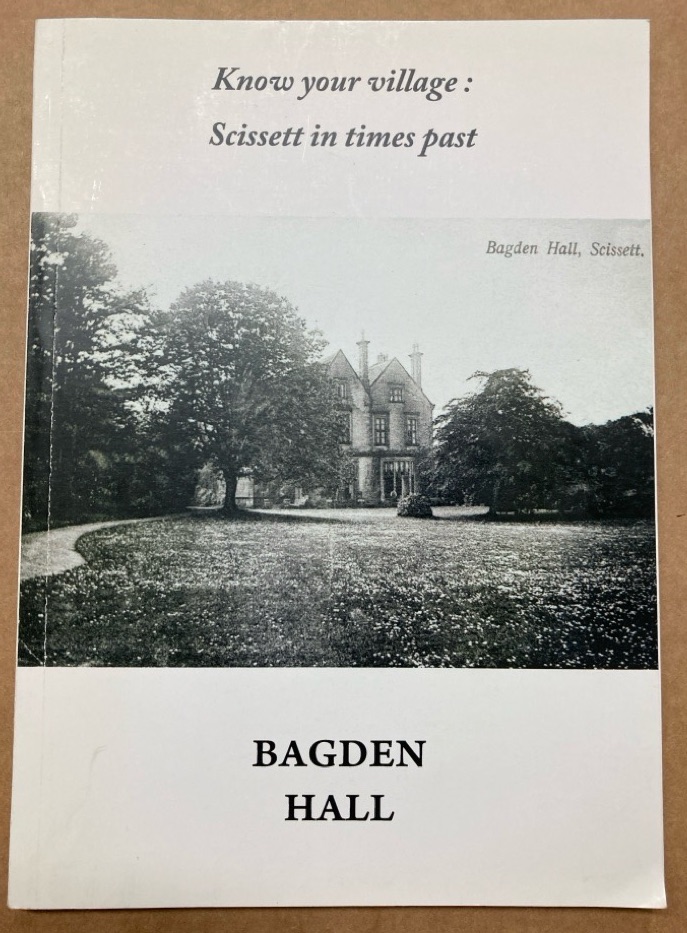 Know your village :
Scissett in times past
Bagden Hall, Scissett.
BAGDEN
HALL